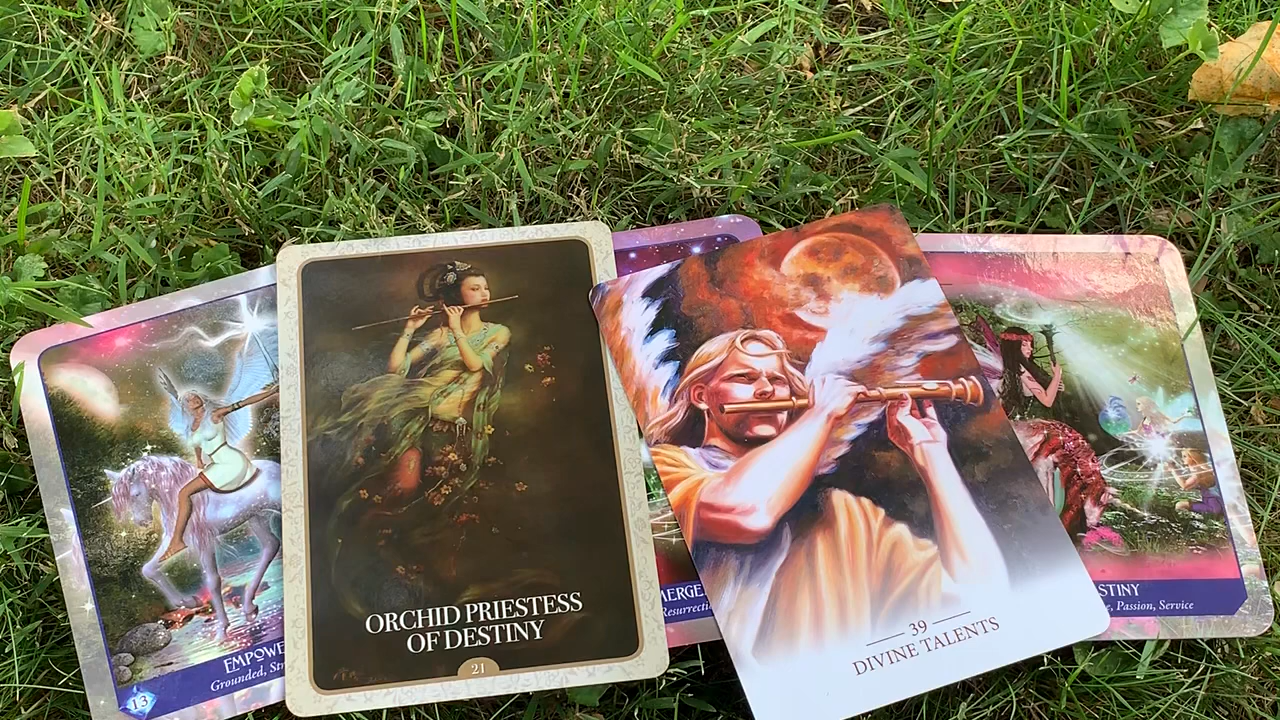 EMPOWE
Grounded, Str
13
ORCHID PRIESTESS
OF DESTINY
21
MERGE
Resurrecti
39
DIVINE TALENTS
STINY
e, Passion, Service